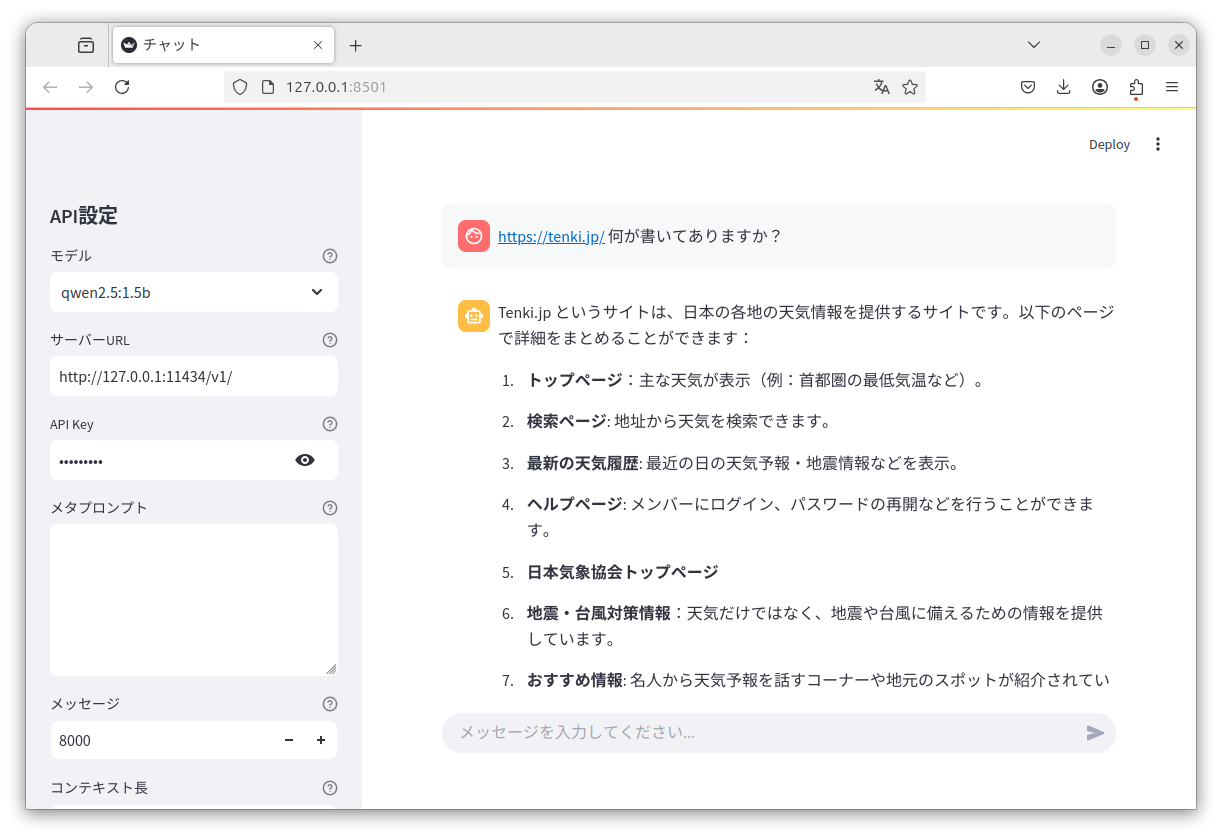 チャット
127.0.0.1:8501
Deploy
API設定
モデル
qwen2.5:1.5b
サーバーURL
http://127.0.0.1:11434/v1/
API Key
•••••••••
メタプロンプト
メッセージ
8000
コンテキスト長
https://tenki.jp/ 何が書いてありますか？
Tenki.jp というサイトは、日本の各地の天気情報を提供するサイトです。以下のページ
で詳細をまとめることができます：
1. トップページ：主な天気が表示（例：首都圏の最低気温など）。
2. 検索ページ: 地址から天気を検索できます。
3. 最新の天気履歴: 最近の日の天気予報・地震情報などを表示。
4. ヘルプページ: メンバーにログイン、パスワードの再開などを行うことができま
す。
5. 日本気象協会トップページ
6. 地震・台風対策情報：天気だけではなく、地震や台風に備えるための情報を提供
しています。
7. おすすめ情報: 名人から天気予報を話すコーナーや地元のスポットが紹介されてい
メッセージを入力してください...